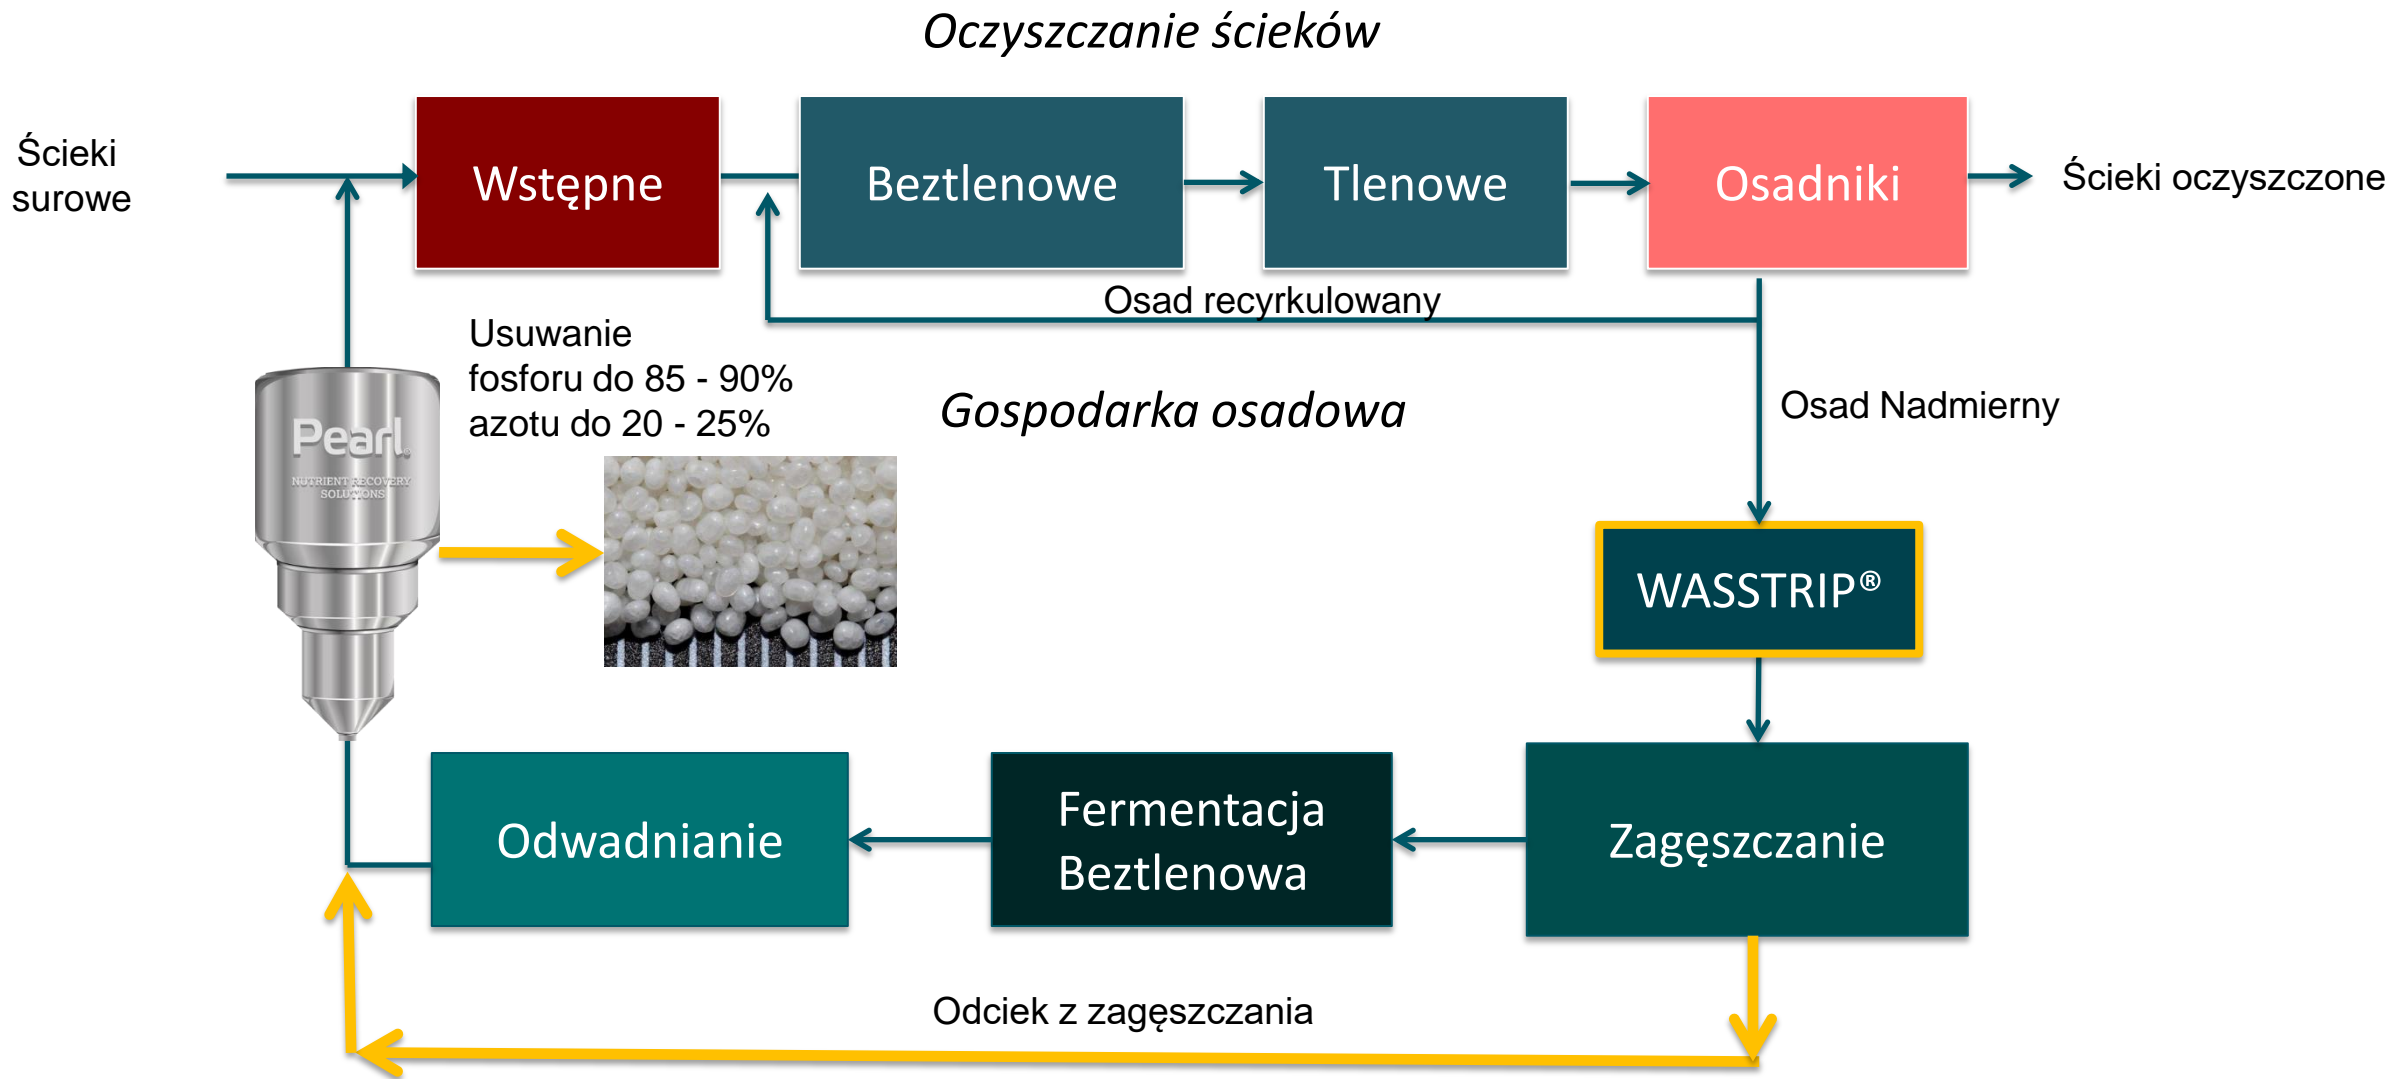 Oczyszczanie ścieków
Ścieki
surowe
Wstępne
Beztlenowe
Tlenowe
Osadniki
Ścieki oczyszczone
Osad recyrkulowany
Usuwanie
fosforu do 85 - 90%
azotu do 20 - 25%
Gospodarka osadowa
Osad Nadmierny
Pearl®
NUTRIENT RECOVERY
SOLUTIONS
WASSTRIP®
Odwadnianie
Fermentacja
Beztlenowa
Zagęszczanie
Odciek z zagęszczania